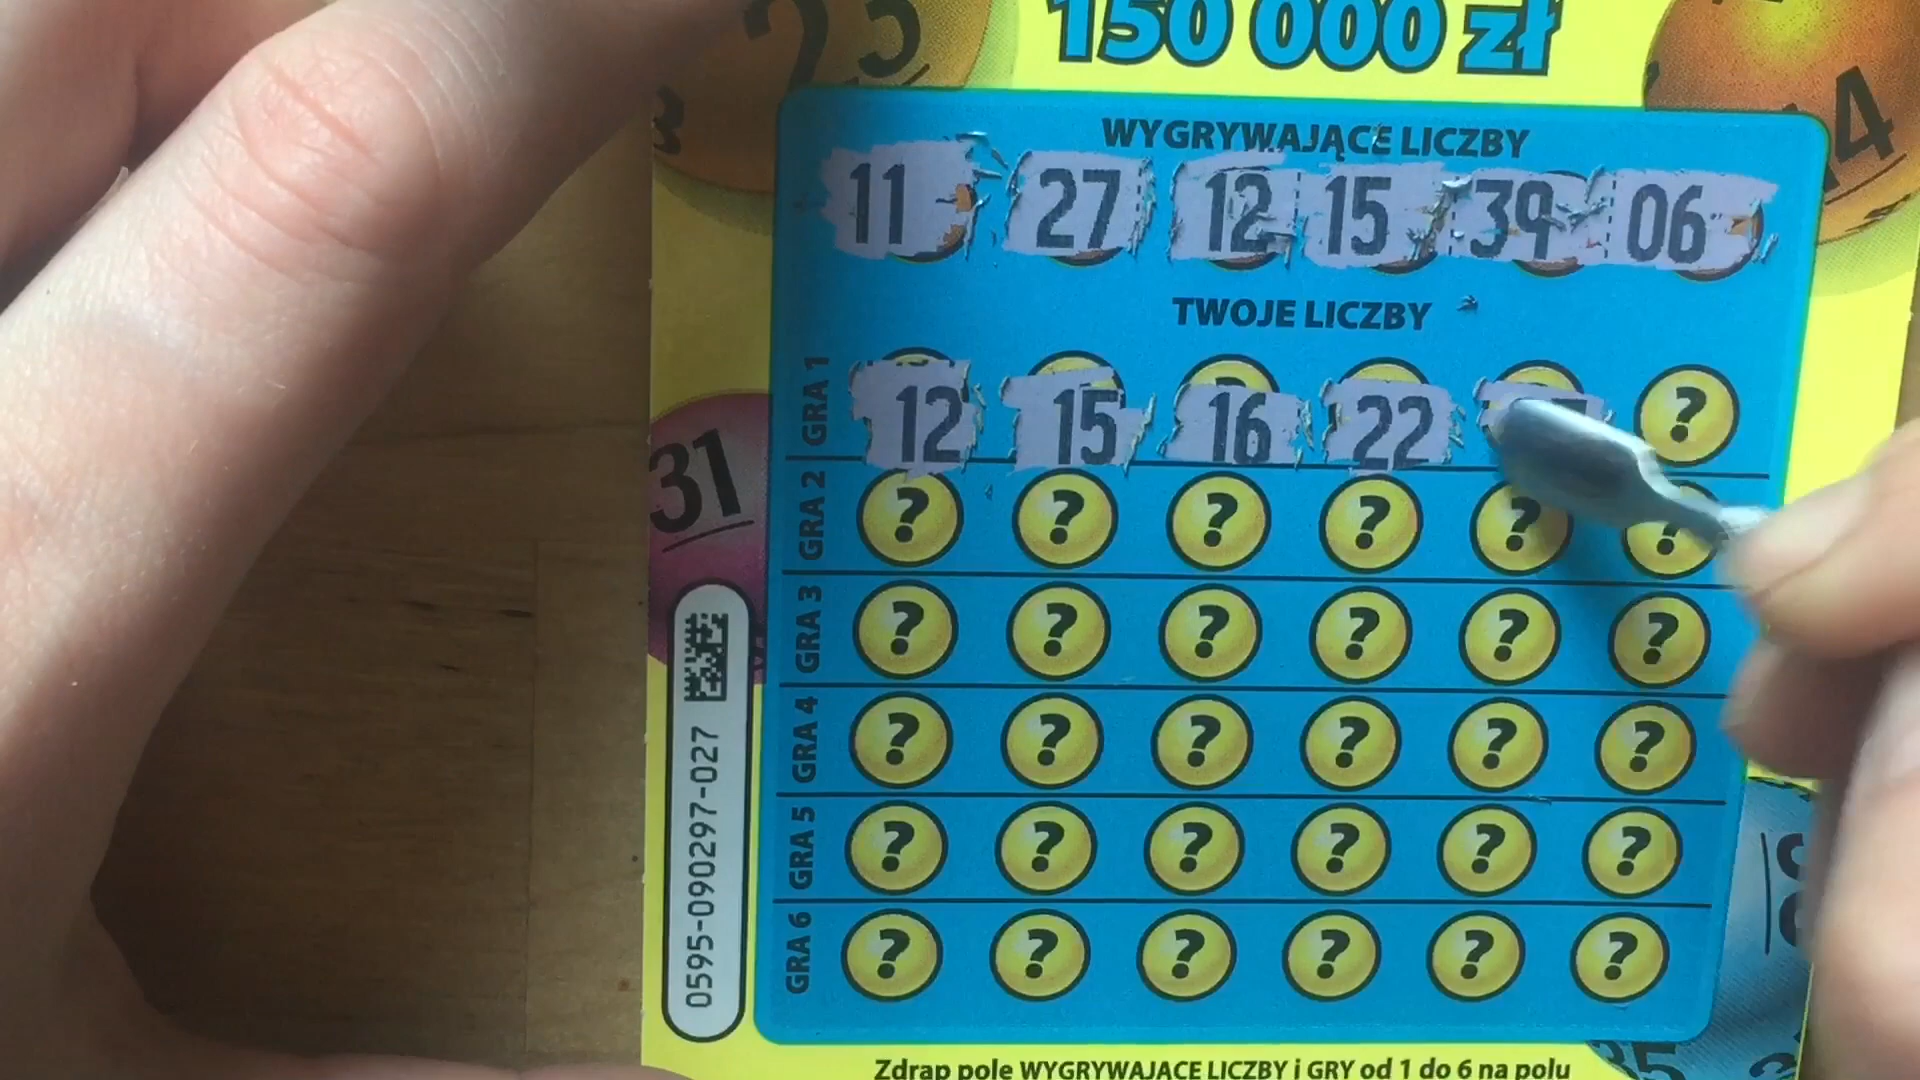 23
150 000 zł
14
WYGRYWAJĄCE LICZBY
11 27 12 15 39 06
TWOJE LICZBY
GRA 1
12 15 16 22 ?
31
GRA 2 ? ? ? ? ? ?
GRA 3 ? ? ? ? ? ?
GRA 4 ? ? ? ? ? ?
GRA 5 ? ? ? ? ? ?
GRA 6 ? ? ? ? ? ?
0595-090297-027
Zdrap pole WYGRYWAJĄCE LICZBY i GRY od 1 do 6 na polu